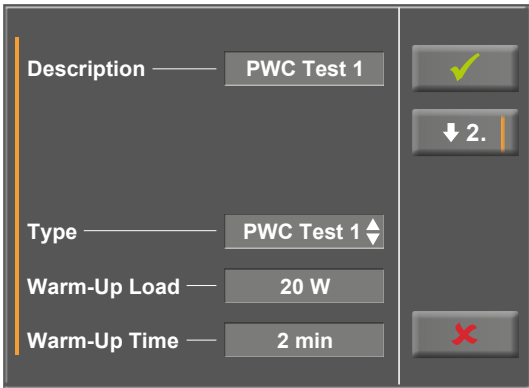 Description PWC Test 1
2.
Type PWC Test 1
Warm-Up Load 20 W
Warm-Up Time 2 min